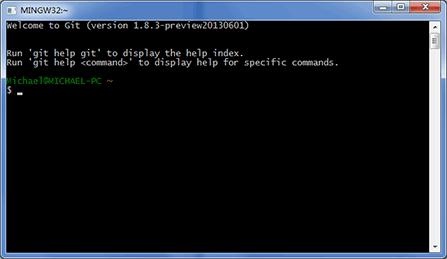 MINGW32:~
Welcome to Git (version 1.8.3-preview20130601)
Run 'git help git' to display the help index.
Run 'git help <command>' to display help for specific commands.
Michael@MICHAEL-PC ~
$